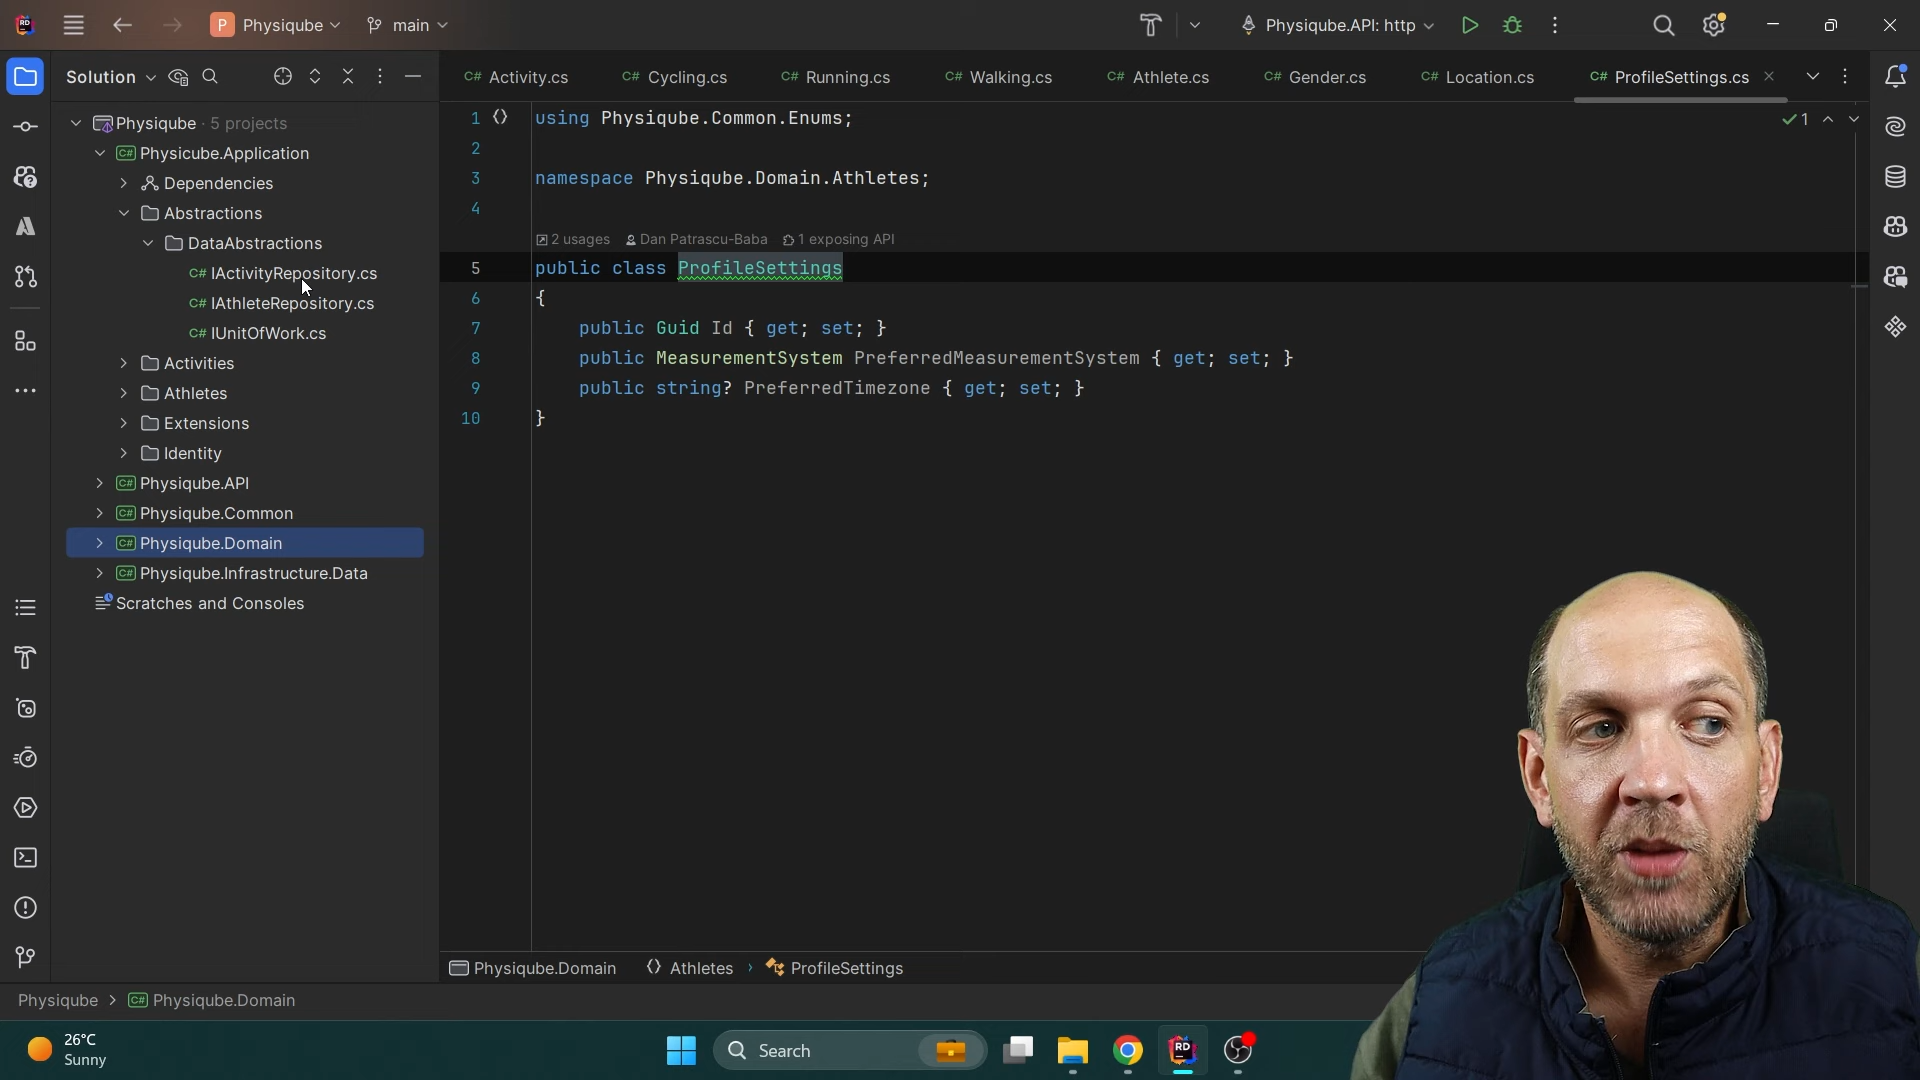 P Physiqube main Physiqube.API: http
Solution
C# Activity.cs C# Cycling.cs C# Running.cs C# Walking.cs C# Athlete.cs C# Gender.cs C# Location.cs C# ProfileSettings.cs
Physiqube · 5 projects
C# Physicube.Application
Dependencies
Abstractions
DataAbstractions
C# IActivityRepository.cs
C# IAthleteRepository.cs
C# IUnitOfWork.cs
Activities
Athletes
Extensions
Identity
C# Physiqube.API
C# Physiqube.Common
C# Physiqube.Domain
C# Physiqube.Infrastructure.Data
Scratches and Consoles
1 using Physiqube.Common.Enums;
2
3 namespace Physiqube.Domain.Athletes;
4
2 usages Dan Patrascu-Baba 1 exposing API
5 public class ProfileSettings
6 {
7 public Guid Id { get; set; }
8 public MeasurementSystem PreferredMeasurementSystem { get; set; }
9 public string? PreferredTimezone { get; set; }
10 }
1
Physiqube.Domain Athletes › ProfileSettings
Physiqube > C# Physiqube.Domain
26°C
Sunny
Search
RD